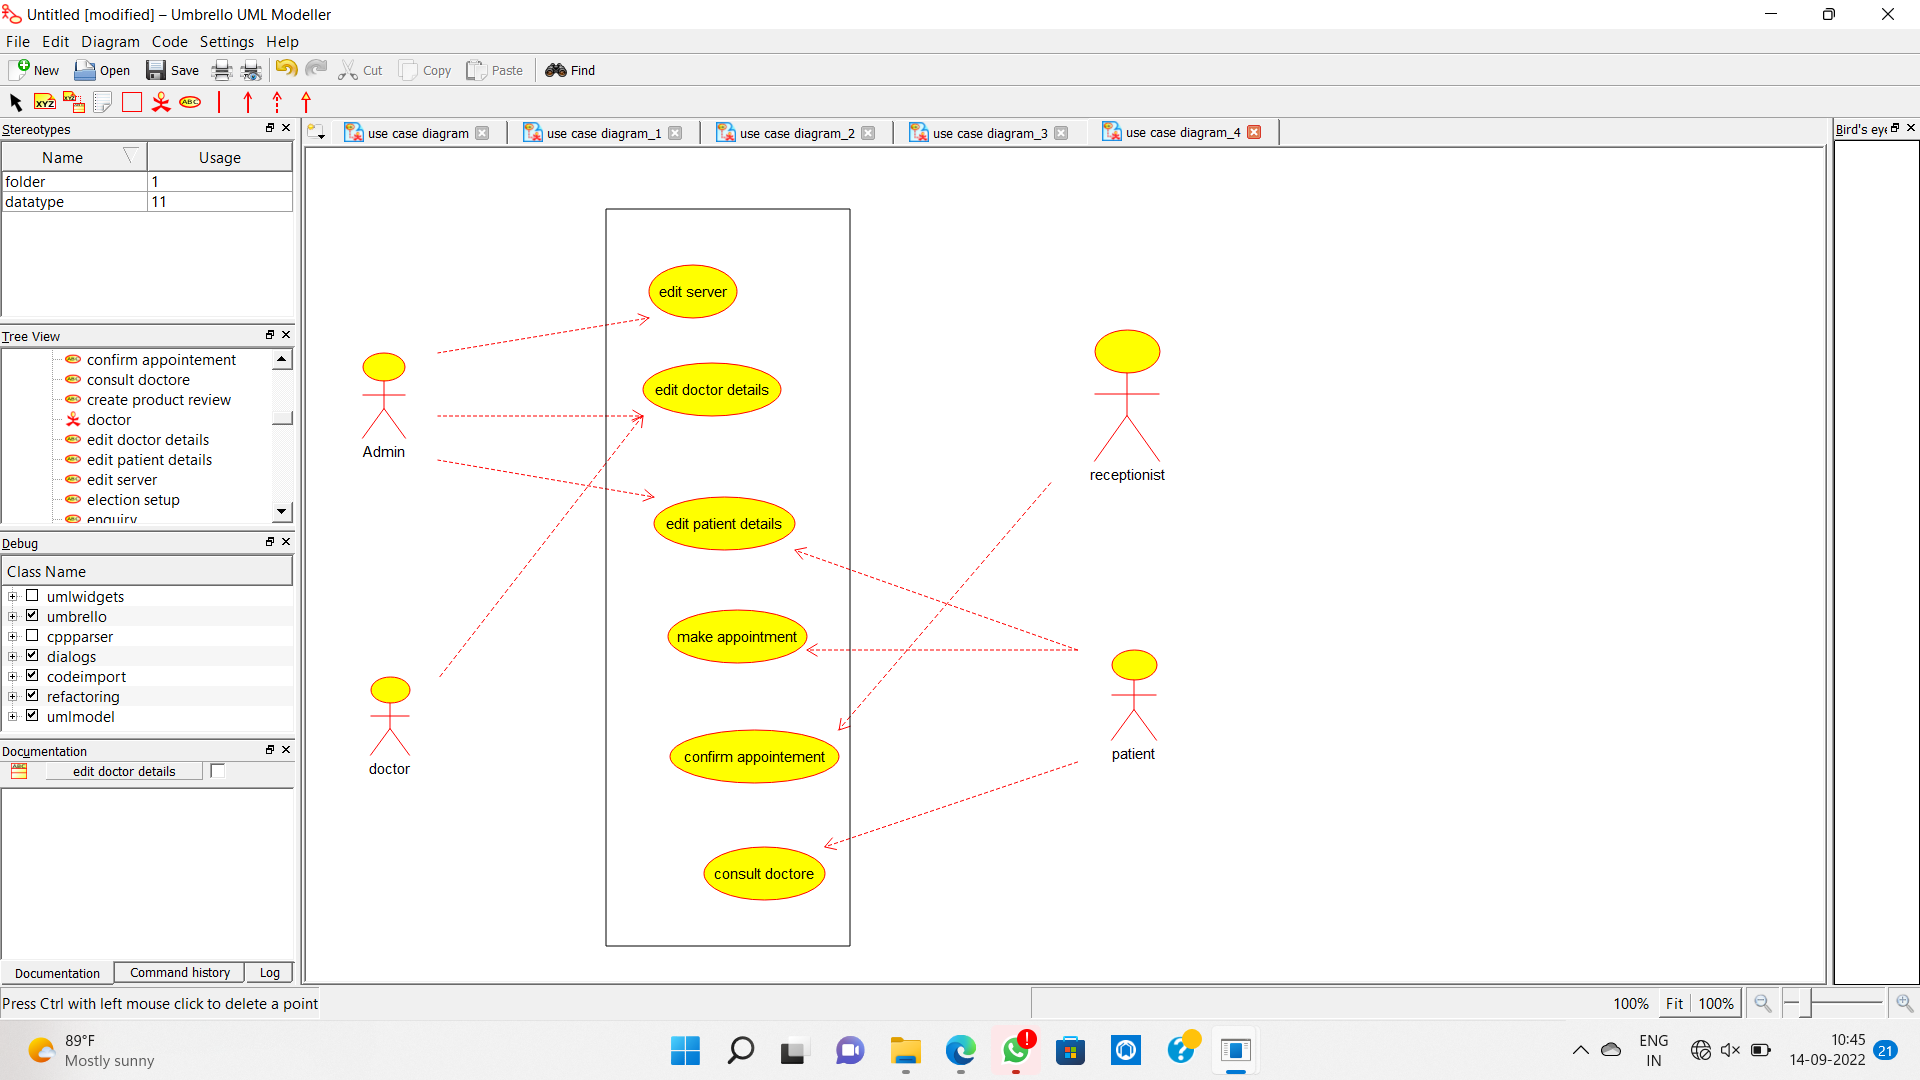 Untitled [modified] – Umbrello UML Modeller
File Edit Diagram Code Settings Help
New Open Save Cut Copy Paste Find
XYZ XYZ ABC
Stereotypes
Name Usage
folder 1
datatype 11
Tree View
confirm appointement
consult doctore
create product review
doctor
edit doctor details
edit patient details
edit server
election setup
enquiry
Debug
Class Name
umlwidgets
umbrello
cppparser
dialogs
codeimport
refactoring
umlmodel
Documentation
edit doctor details
Documentation Command history Log
use case diagram use case diagram_1 use case diagram_2 use case diagram_3 use case diagram_4
edit server
edit doctor details
Admin
receptionist
edit patient details
make appointment
confirm appointement
patient
doctor
consult doctore
Bird's eye
Press Ctrl with left mouse click to delete a point
100% Fit 100%
89°F
Mostly sunny
ENG
IN
10:45
14-09-2022
21